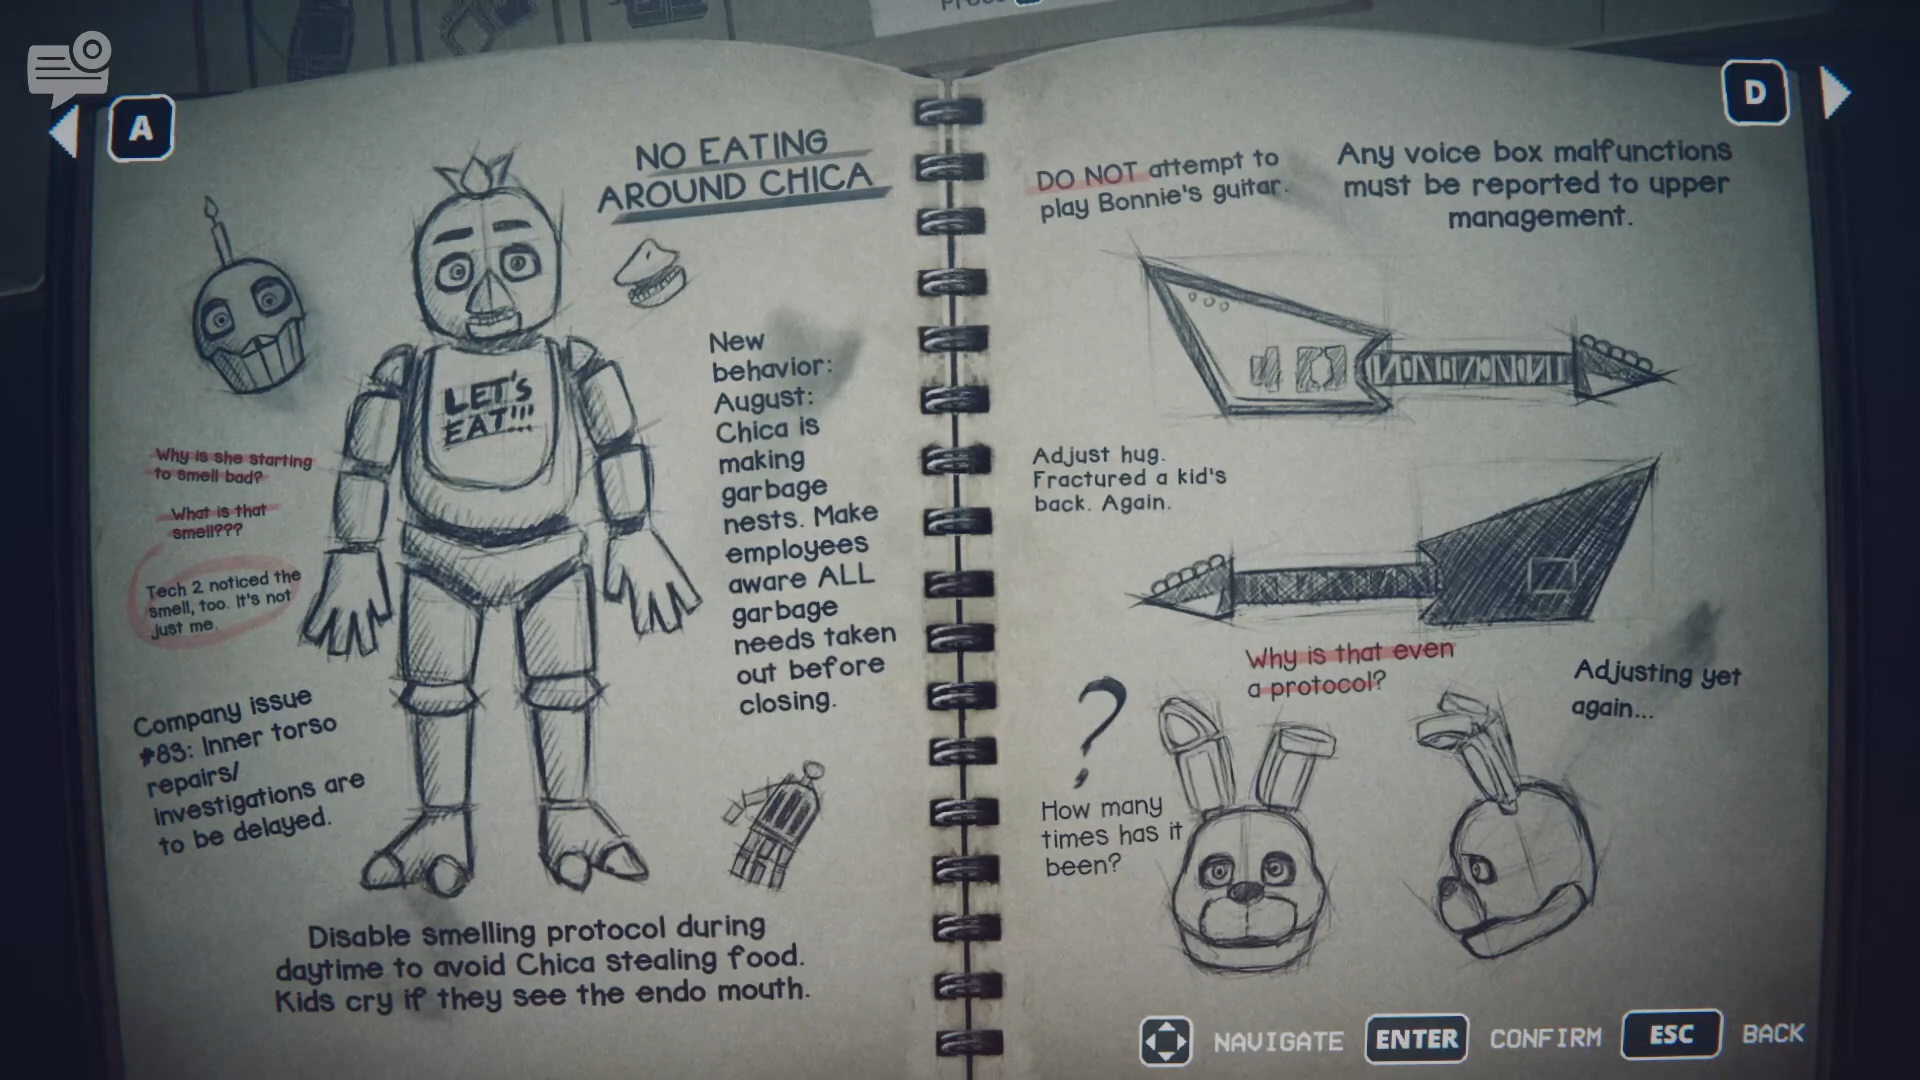 A
NO EATING
AROUND CHICA
LET'S
EAT!!!
New
behavior:
August:
Chica is
making
garbage
nests. Make
employees
aware ALL
garbage
needs taken
out before
closing.
Why is she starting
to smell bad?
What is that
smell???
Tech 2 noticed the
smell, too. It's not
just me.
Company issue
#83: Inner torso
repairs/
investigations are
to be delayed.
Disable smelling protocol during
daytime to avoid Chica stealing food.
Kids cry if they see the endo mouth.
D
DO NOT attempt to
play Bonnie's guitar.
Any voice box malfunctions
must be reported to upper
management.
Adjust hug.
Fractured a kid's
back. Again.
Why is that even
a protocol?
Adjusting yet
again...
?
How many
times has it
been?
NAVIGATE ENTER CONFIRM ESC BACK